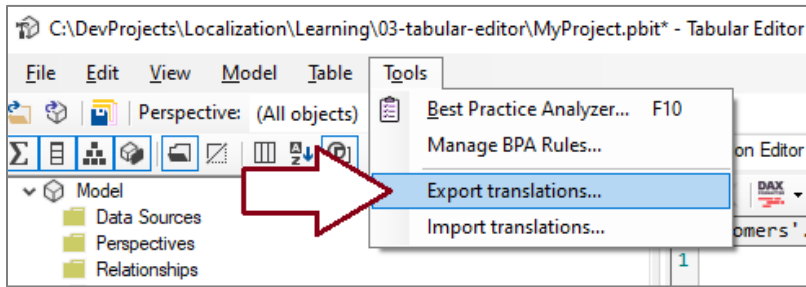 C:\DevProjects\Localization\Learning\03-tabular-editor\MyProject.pbit* - Tabular Editor
File Edit View Model Table Tools
Perspective: (All objects)
Best Practice Analyzer... F10
Manage BPA Rules...
on Editor
Export translations...
DAX
Import translations...
omers'.
1
Model
Data Sources
Perspectives
Relationships